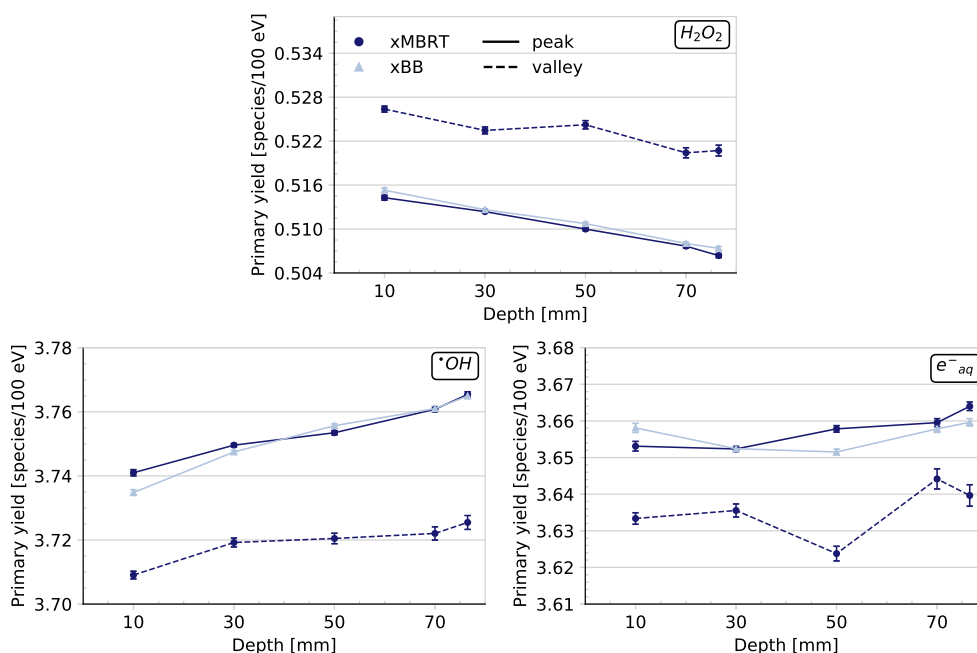 Primary yield [species/100 eV]
0.534
0.528
0.522
0.516
0.510
0.504
xMBRT
xBB
peak
valley
H₂O₂
10 30 50 70
Depth [mm]
Primary yield [species/100 eV]
3.78
3.76
3.74
3.72
3.70
•OH
10 30 50 70
Depth [mm]
Primary yield [species/100 eV]
3.68
3.67
3.66
3.65
3.64
3.63
3.62
3.61
e⁻aq
10 30 50 70
Depth [mm]